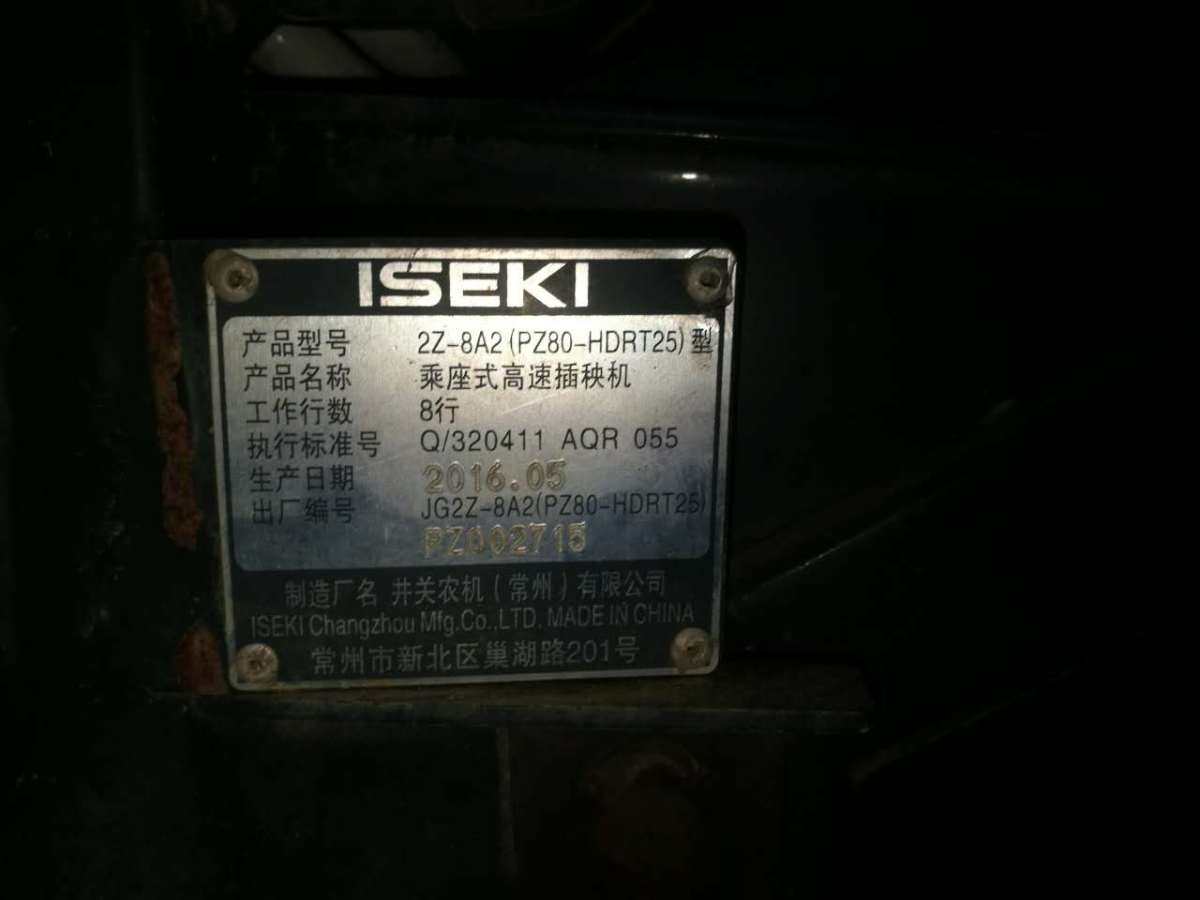 ISEKI
产品型号 2Z-8A2(PZ80-HDRT25)型
产品名称 乘座式高速插秧机
工作行数 8行
执行标准号 Q/320411 AQR 055
生产日期 2016.05
出厂编号 JG2Z-8A2(PZ80-HDRT25)
PZ002715
制造厂名 井关农机(常州)有限公司
ISEKI Changzhou Mfg.Co.,LTD. MADE IN CHINA
常州市新北区巢湖路201号